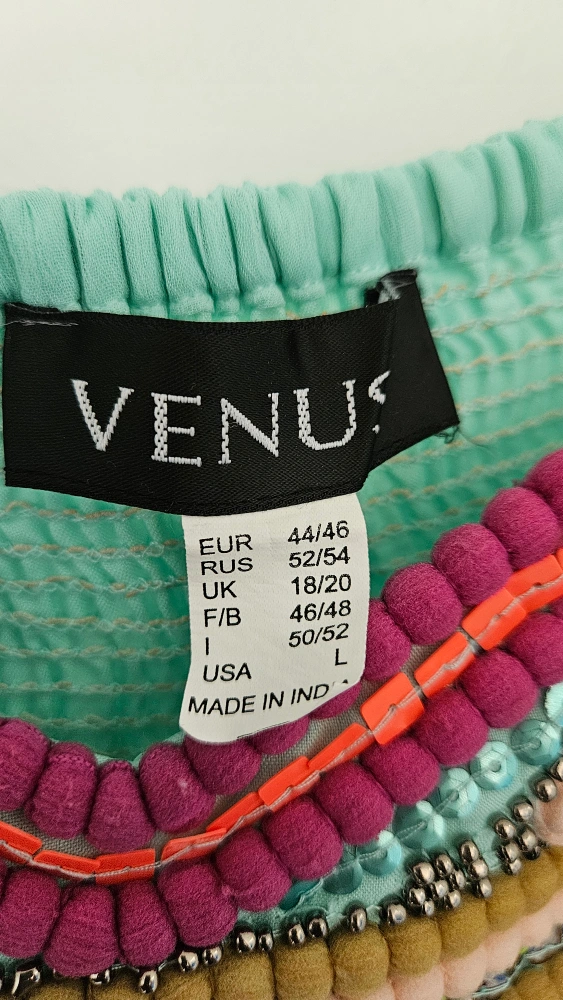 VENUS
EUR 44/46
RUS 52/54
UK 18/20
F/B 46/48
I 50/52
USA L
MADE IN INDIA